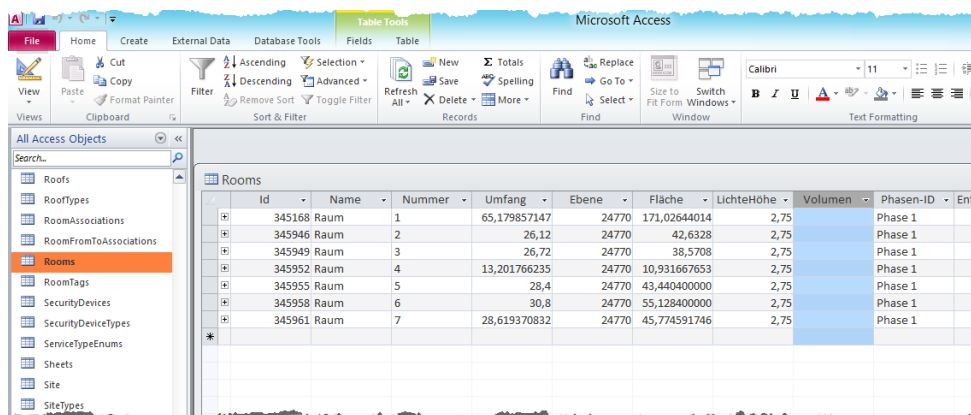 Table Tools Microsoft Access
File Home Create External Data Database Tools Fields Table
View
Views
Paste
Cut
Copy
Format Painter
Clipboard
Filter
Ascending
Descending
Remove Sort
Selection
Advanced
Toggle Filter
Sort & Filter
Refresh
All
New
Save
Delete
Totals
Spelling
More
Records
Find
Replace
Go To
Select
Find
Size to
Fit Form
Switch
Windows
Window
Calibri 11
B I U A
Text Formatting
All Access Objects
Search...
Roofs
RoofTypes
RoomAssociations
RoomFromToAssociations
Rooms
RoomTags
SecurityDevices
SecurityDeviceTypes
ServiceTypeEnums
Sheets
Site
SiteTypes
Rooms
Id Name Nummer Umfang Ebene Fläche LichteHöhe Volumen Phasen-ID Ent
345168 Raum 1 65,179857147 24770 171,02644014 2,75 Phase 1
345946 Raum 2 26,12 24770 42,6328 2,75 Phase 1
345949 Raum 3 26,72 24770 38,5708 2,75 Phase 1
345952 Raum 4 13,201766235 24770 10,931667653 2,75 Phase 1
345955 Raum 5 28,4 24770 43,440400000 2,75 Phase 1
345958 Raum 6 30,8 24770 55,128400000 2,75 Phase 1
345961 Raum 7 28,619370832 24770 45,774591746 2,75 Phase 1